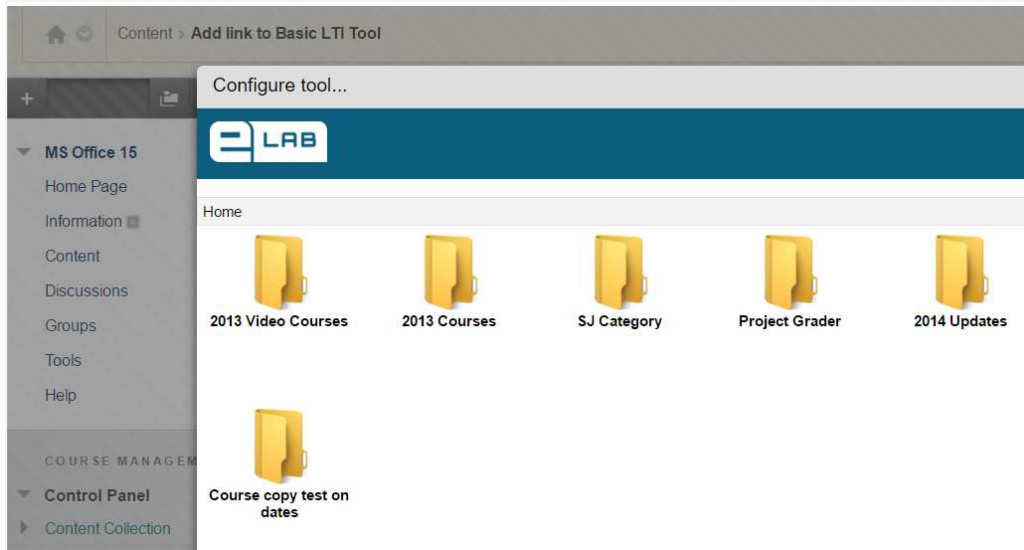 Content > Add link to Basic LTI Tool
Configure tool...
+
e LAB
MS Office 15
Home Page
Information
Content
Discussions
Groups
Tools
Help
COURSE MANAGEM
Control Panel
Content Collection
Home
2013 Video Courses
2013 Courses
SJ Category
Project Grader
2014 Updates
Course copy test on
dates